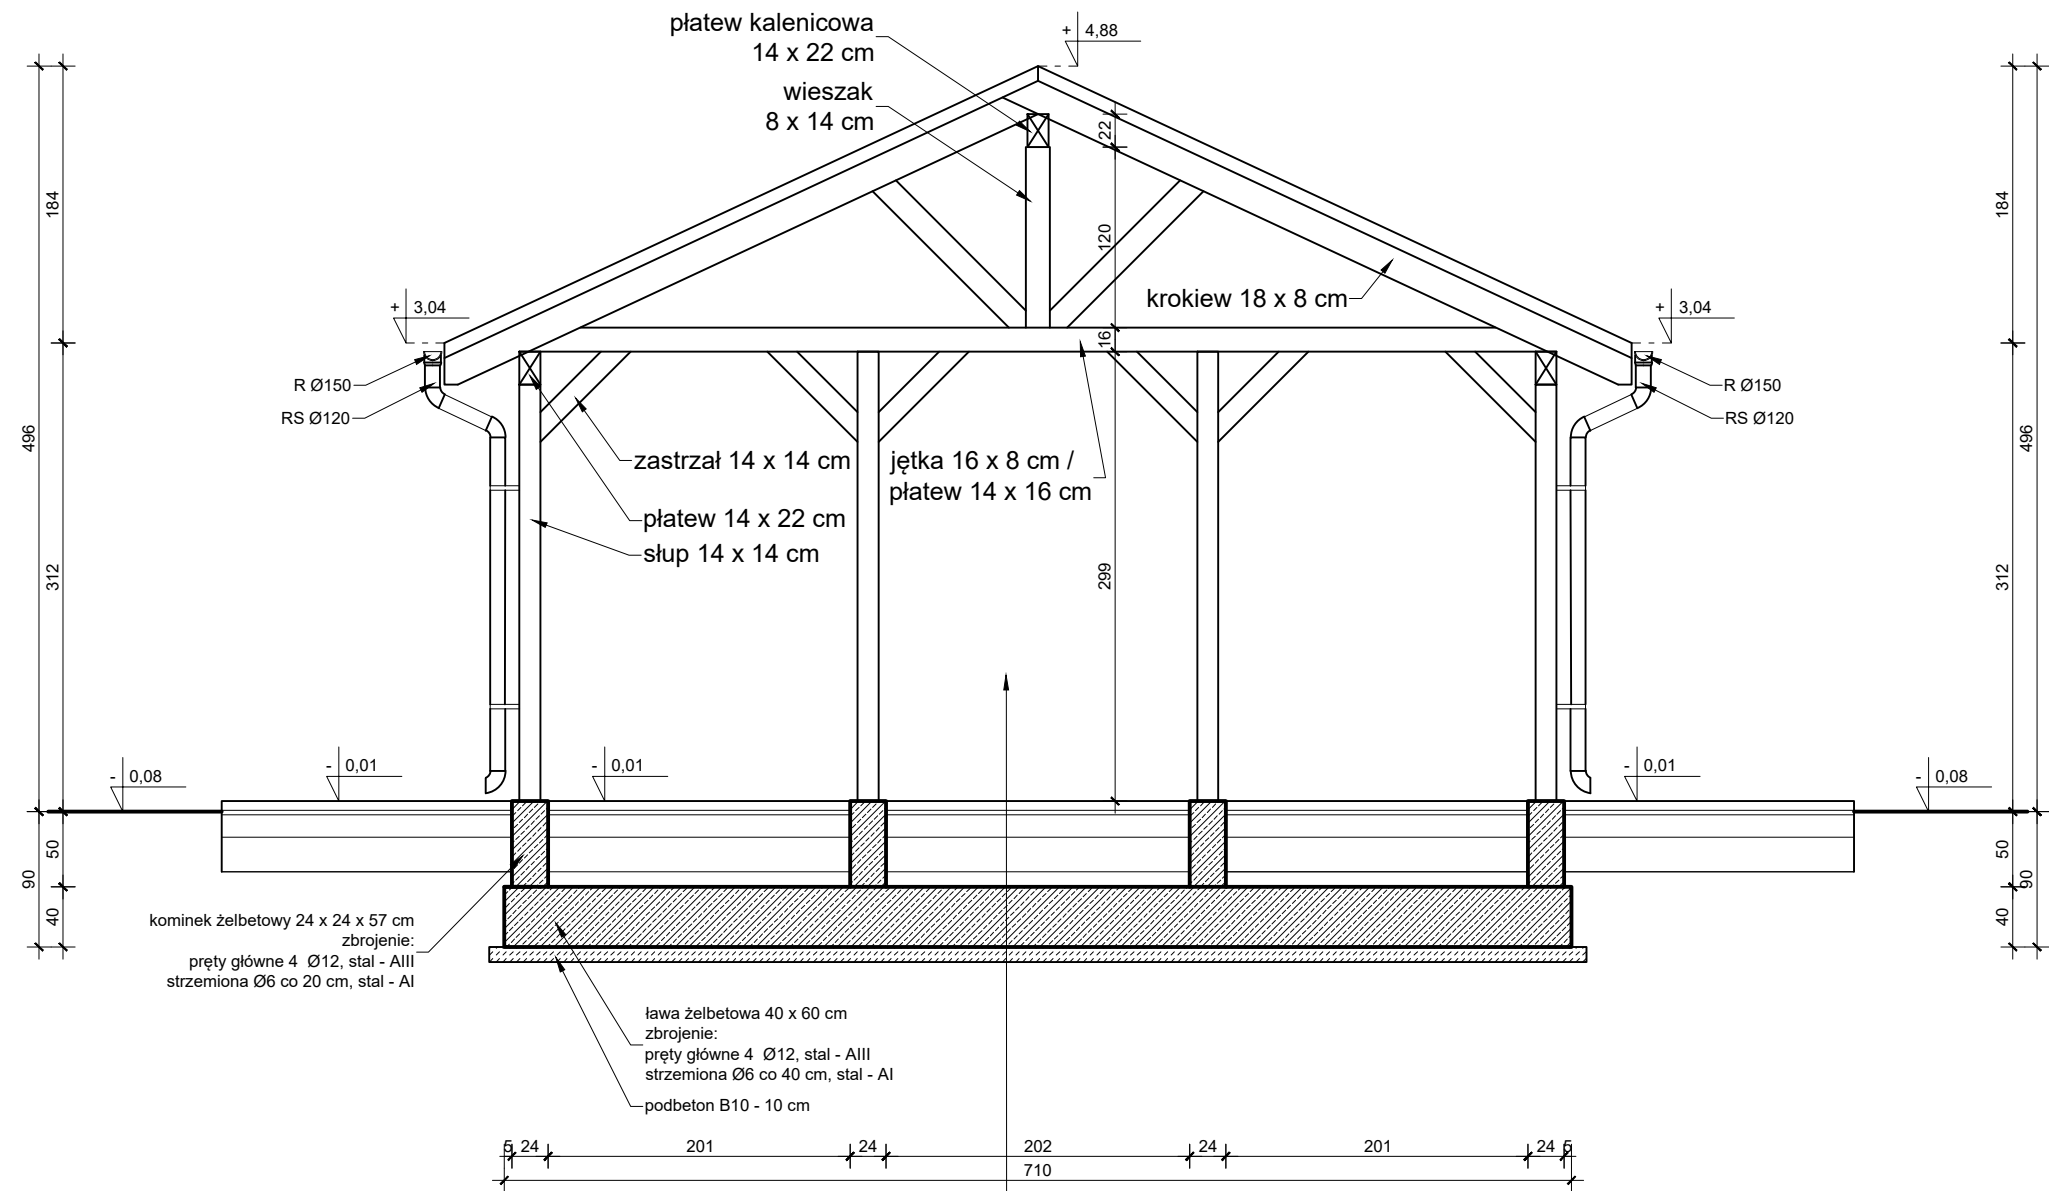 płatew kalenicowa
14 x 22 cm
wieszak
8 x 14 cm
+ 4,88
22
184
184
120
krokiew 18 x 8 cm
+ 3,04
+ 3,04
16
R Ø150
R Ø150
RS Ø120
RS Ø120
496
496
zastrzał 14 x 14 cm
jętka 16 x 8 cm /
płatew 14 x 16 cm
płatew 14 x 22 cm
słup 14 x 14 cm
312
299
312
- 0,08
- 0,01
- 0,01
- 0,01
- 0,08
50
50
90
90
40
40
kominek żelbetowy 24 x 24 x 57 cm
zbrojenie:
pręty główne 4 Ø12, stal - AIII
strzemiona Ø6 co 20 cm, stal - AI
ława żelbetowa 40 x 60 cm
zbrojenie:
pręty główne 4 Ø12, stal - AIII
strzemiona Ø6 co 40 cm, stal - AI
podbeton B10 - 10 cm
5 24 201 24 202 24 201 24 5
710